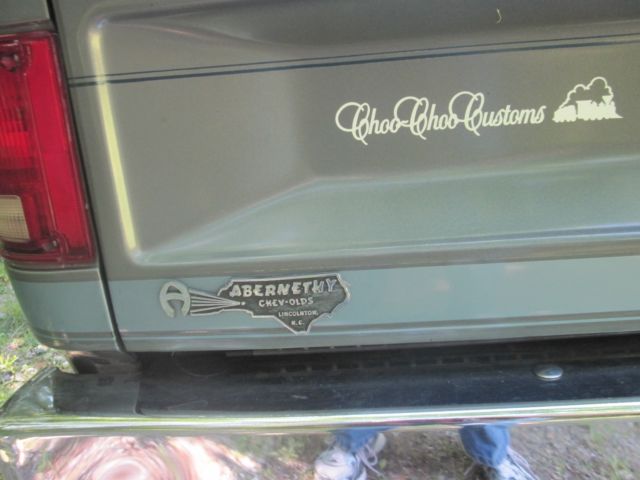 Choo-Choo Customs
A
ABERNETHY
CHEV-OLDS
LINCOLNTON,
N.C.